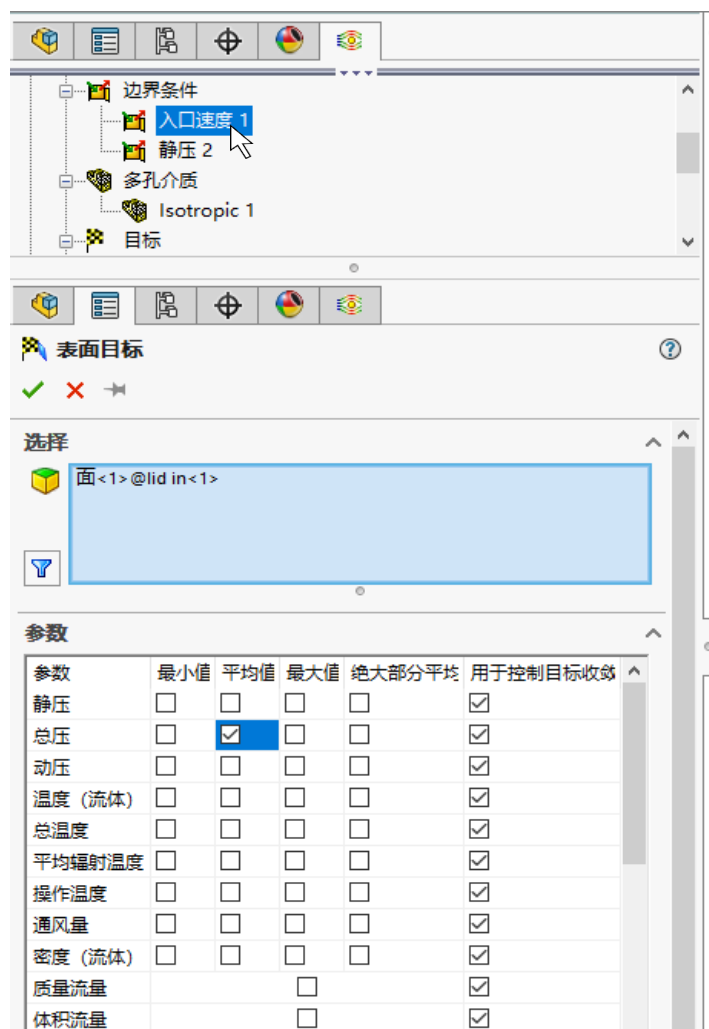 边界条件
入口速度 1
静压 2
多孔介质
Isotropic 1
目标
表面目标
选择
面<1>@lid in<1>
参数
参数 最小值 平均值 最大值 绝大部分平均 用于控制目标收敛
静压
总压
动压
温度 (流体)
总温度
平均辐射温度
操作温度
通风量
密度 (流体)
质量流量
体积流量